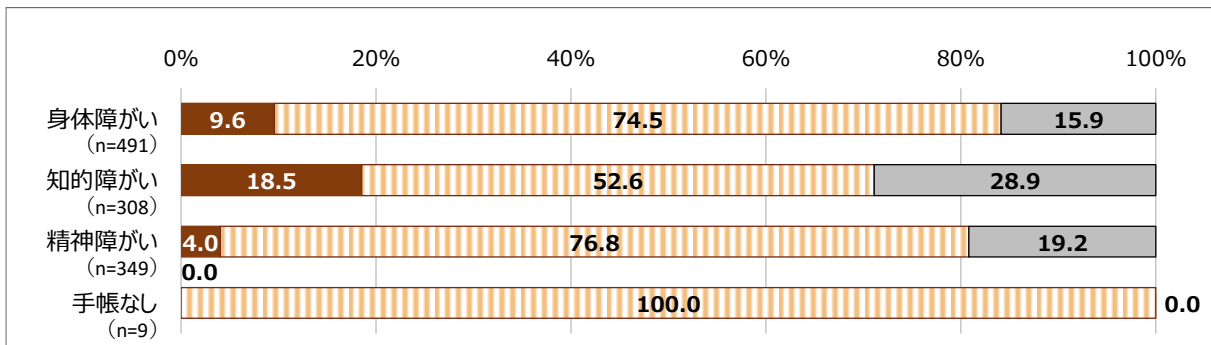 0% 20% 40% 60% 80% 100%
身体障がい 9.6 74.5 15.9
（n=491）
知的障がい 18.5 52.6 28.9
（n=308）
精神障がい 4.0 76.8 19.2
（n=349） 0.0
手帳なし 100.0 0.0
（n=9）